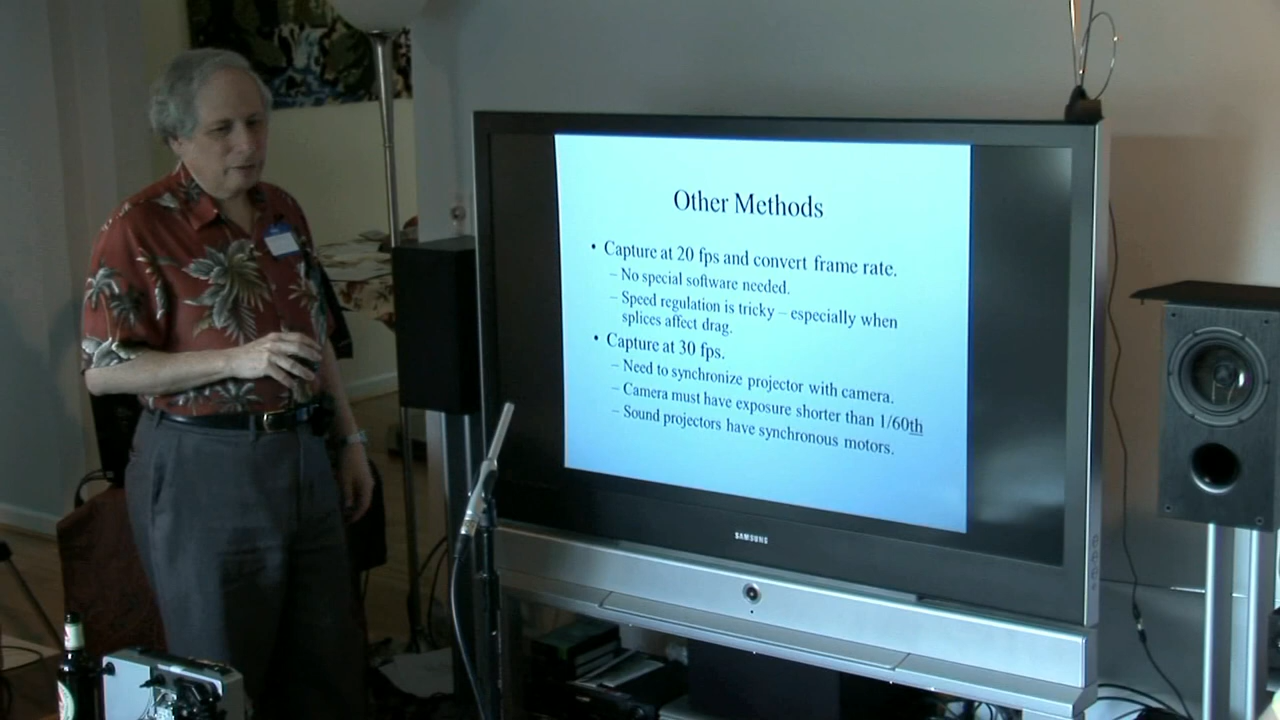 Other Methods
• Capture at 20 fps and convert frame rate.
– No special software needed.
– Speed regulation is tricky – especially when
splices affect drag.
• Capture at 30 fps.
– Need to synchronize projector with camera.
– Camera must have exposure shorter than 1/60th
– Sound projectors have synchronous motors.
SAMSUNG